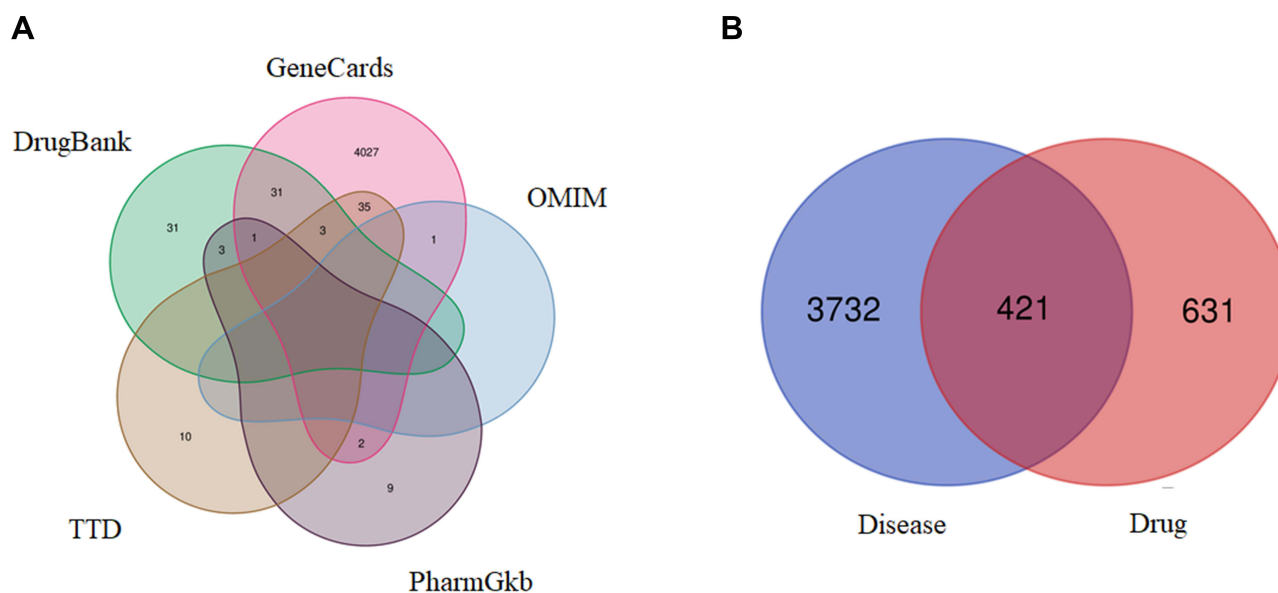 A
B
GeneCards
DrugBank
OMIM
4027
31
35
31
3
1
1
3
10
2
9
TTD
PharmGkb
3732
421
631
Disease
Drug